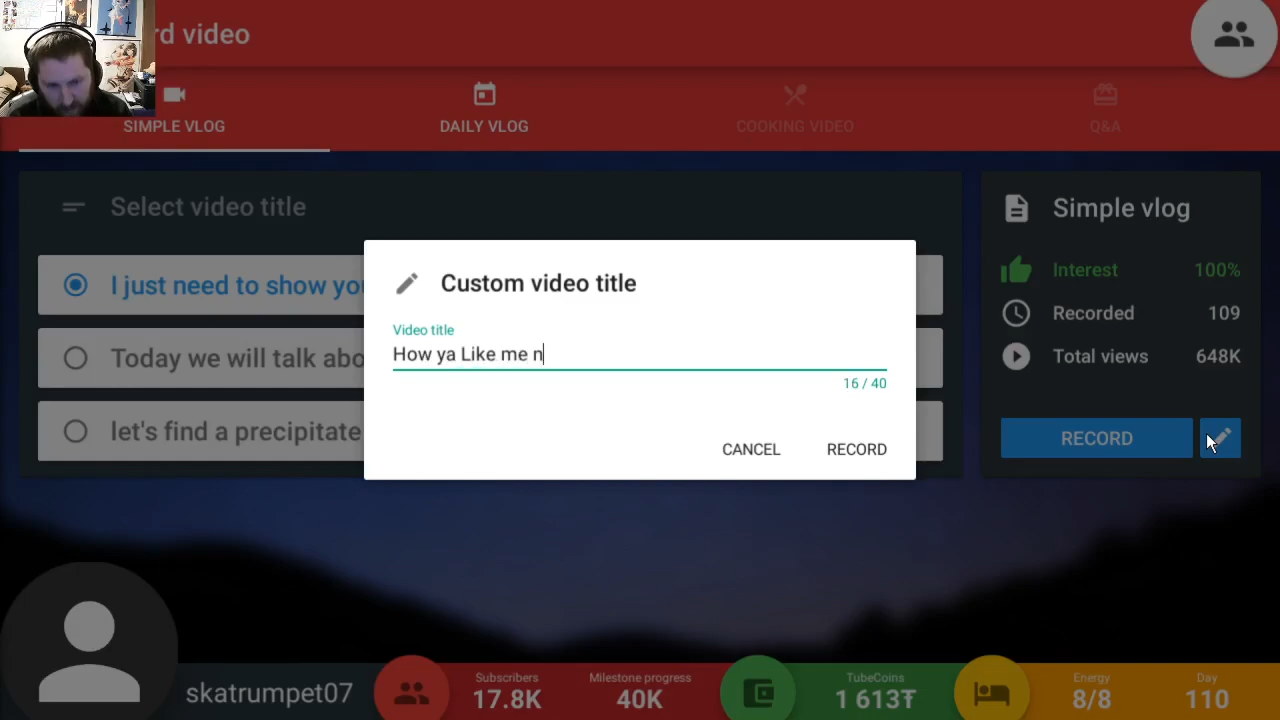 rd video
SIMPLE VLOG
DAILY VLOG
COOKING VIDEO
Q&A
Select video title
I just need to show you
Today we will talk abo
let's find a precipitate
Custom video title
Video title
How ya Like me n
16 / 40
CANCEL
RECORD
Simple vlog
Interest 100%
Recorded 109
Total views 648K
RECORD
skatrumpet07
Subscribers
17.8K
Milestone progress
40K
TubeCoins
1 613Ŧ
Energy
8/8
Day
110